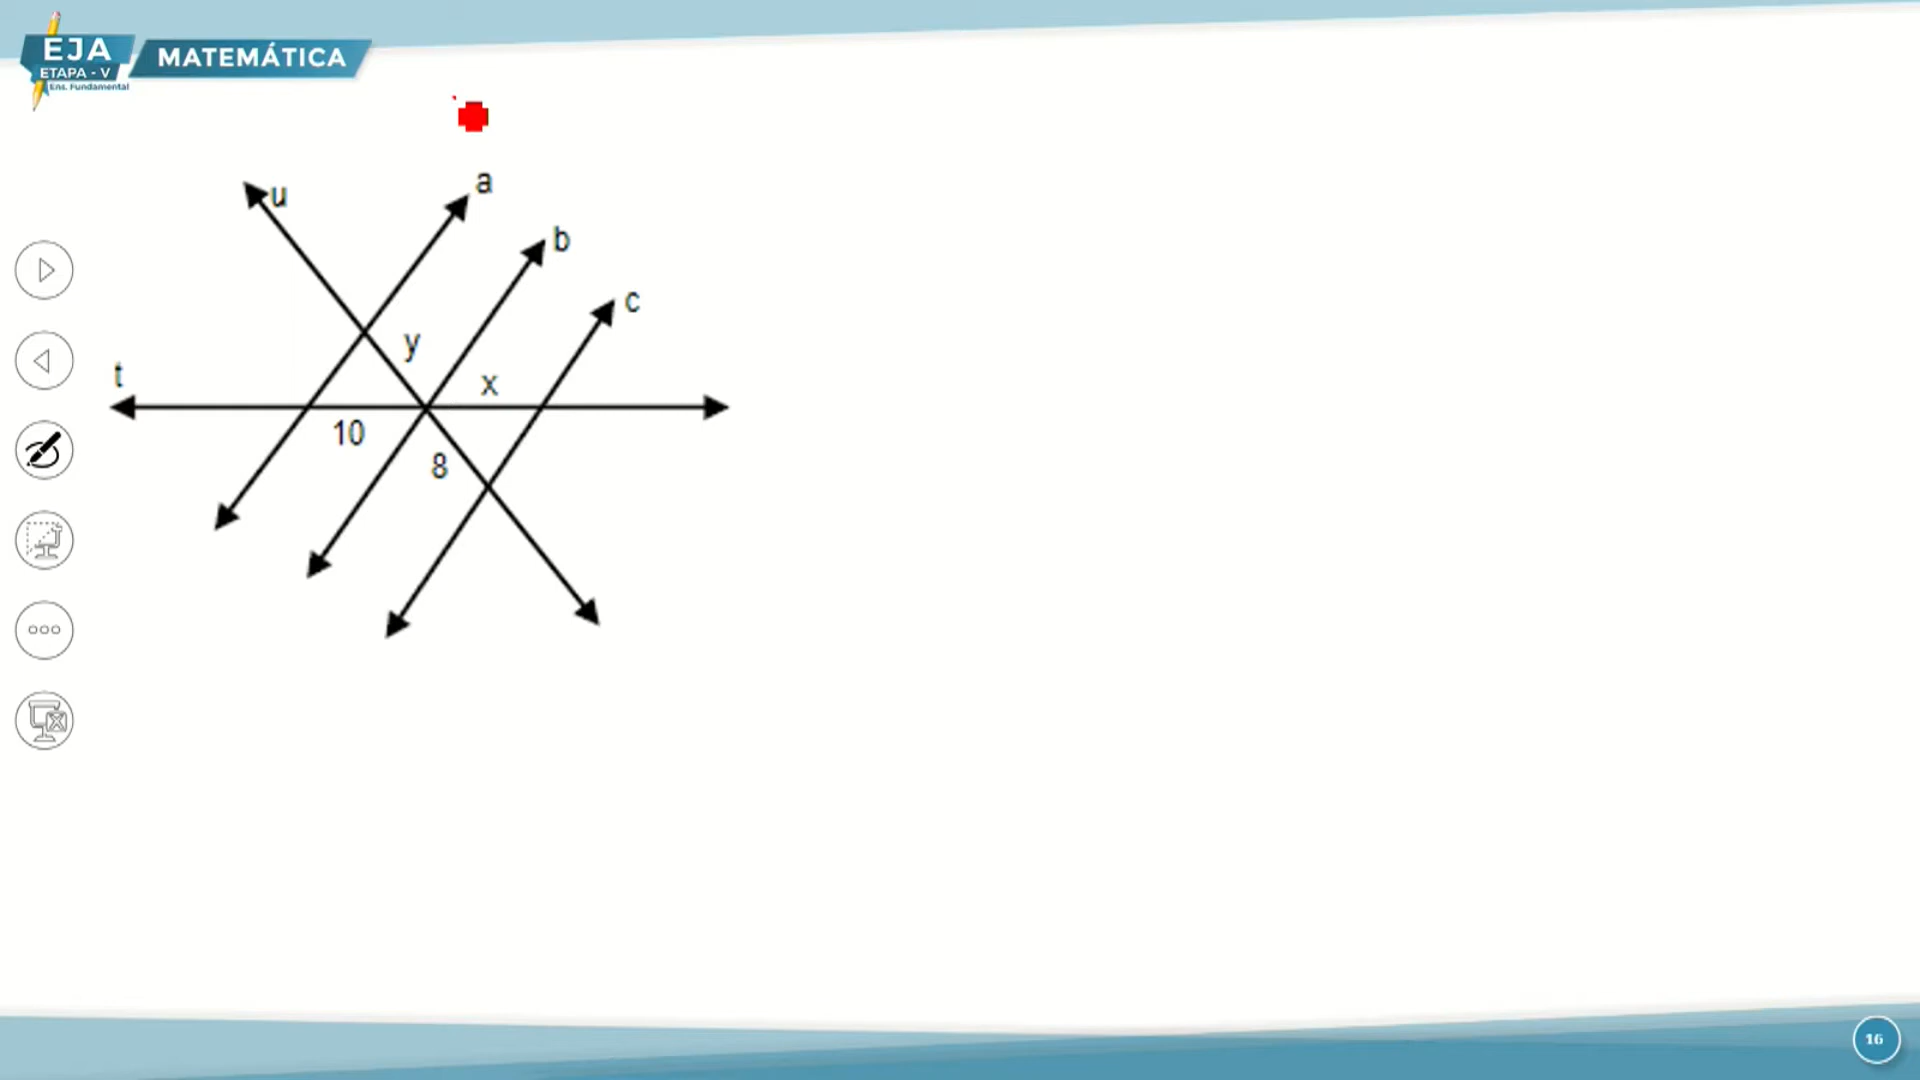 EJA
ETAPA - V
Ens. Fundamental
MATEMÁTICA
u
a
b
c
y
t
x
10
8
16